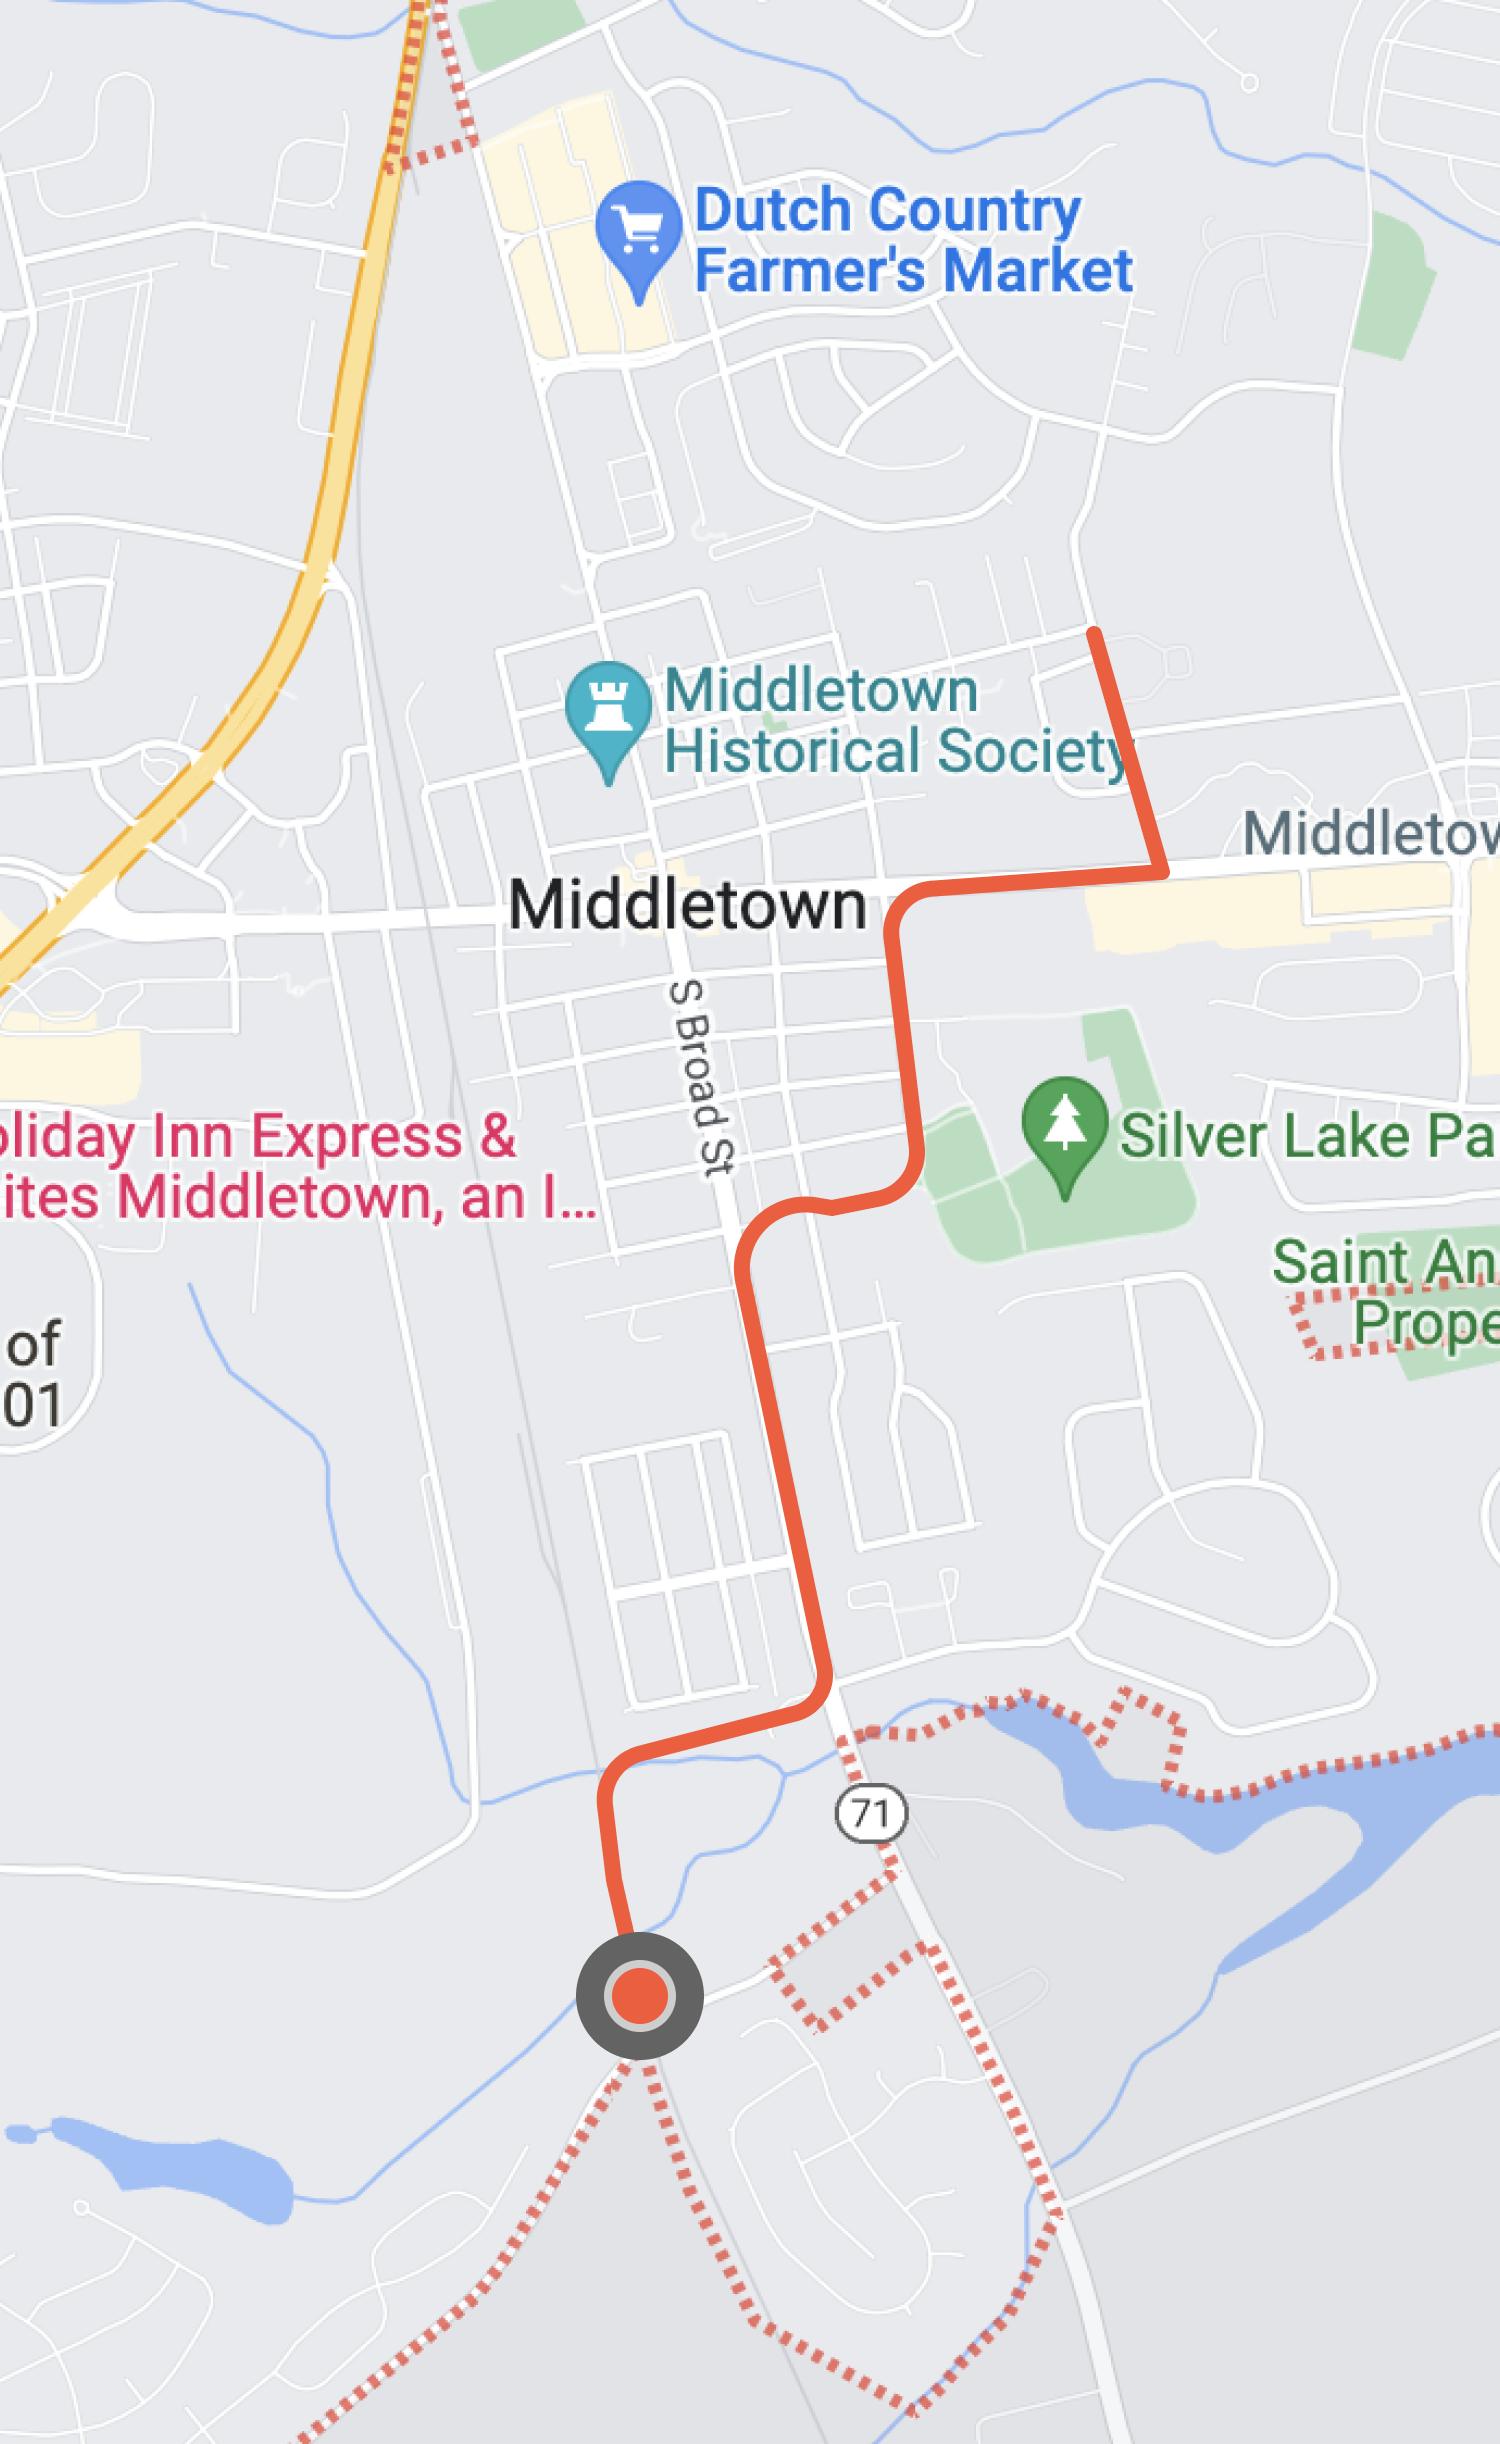 Dutch Country
Farmer's Market
Middletown
Historical Society
Middletow
Middletown
S Broad St
oliday Inn Express &
ites Middletown, an I...
Silver Lake Pa
Saint An
Prope
of
01
71